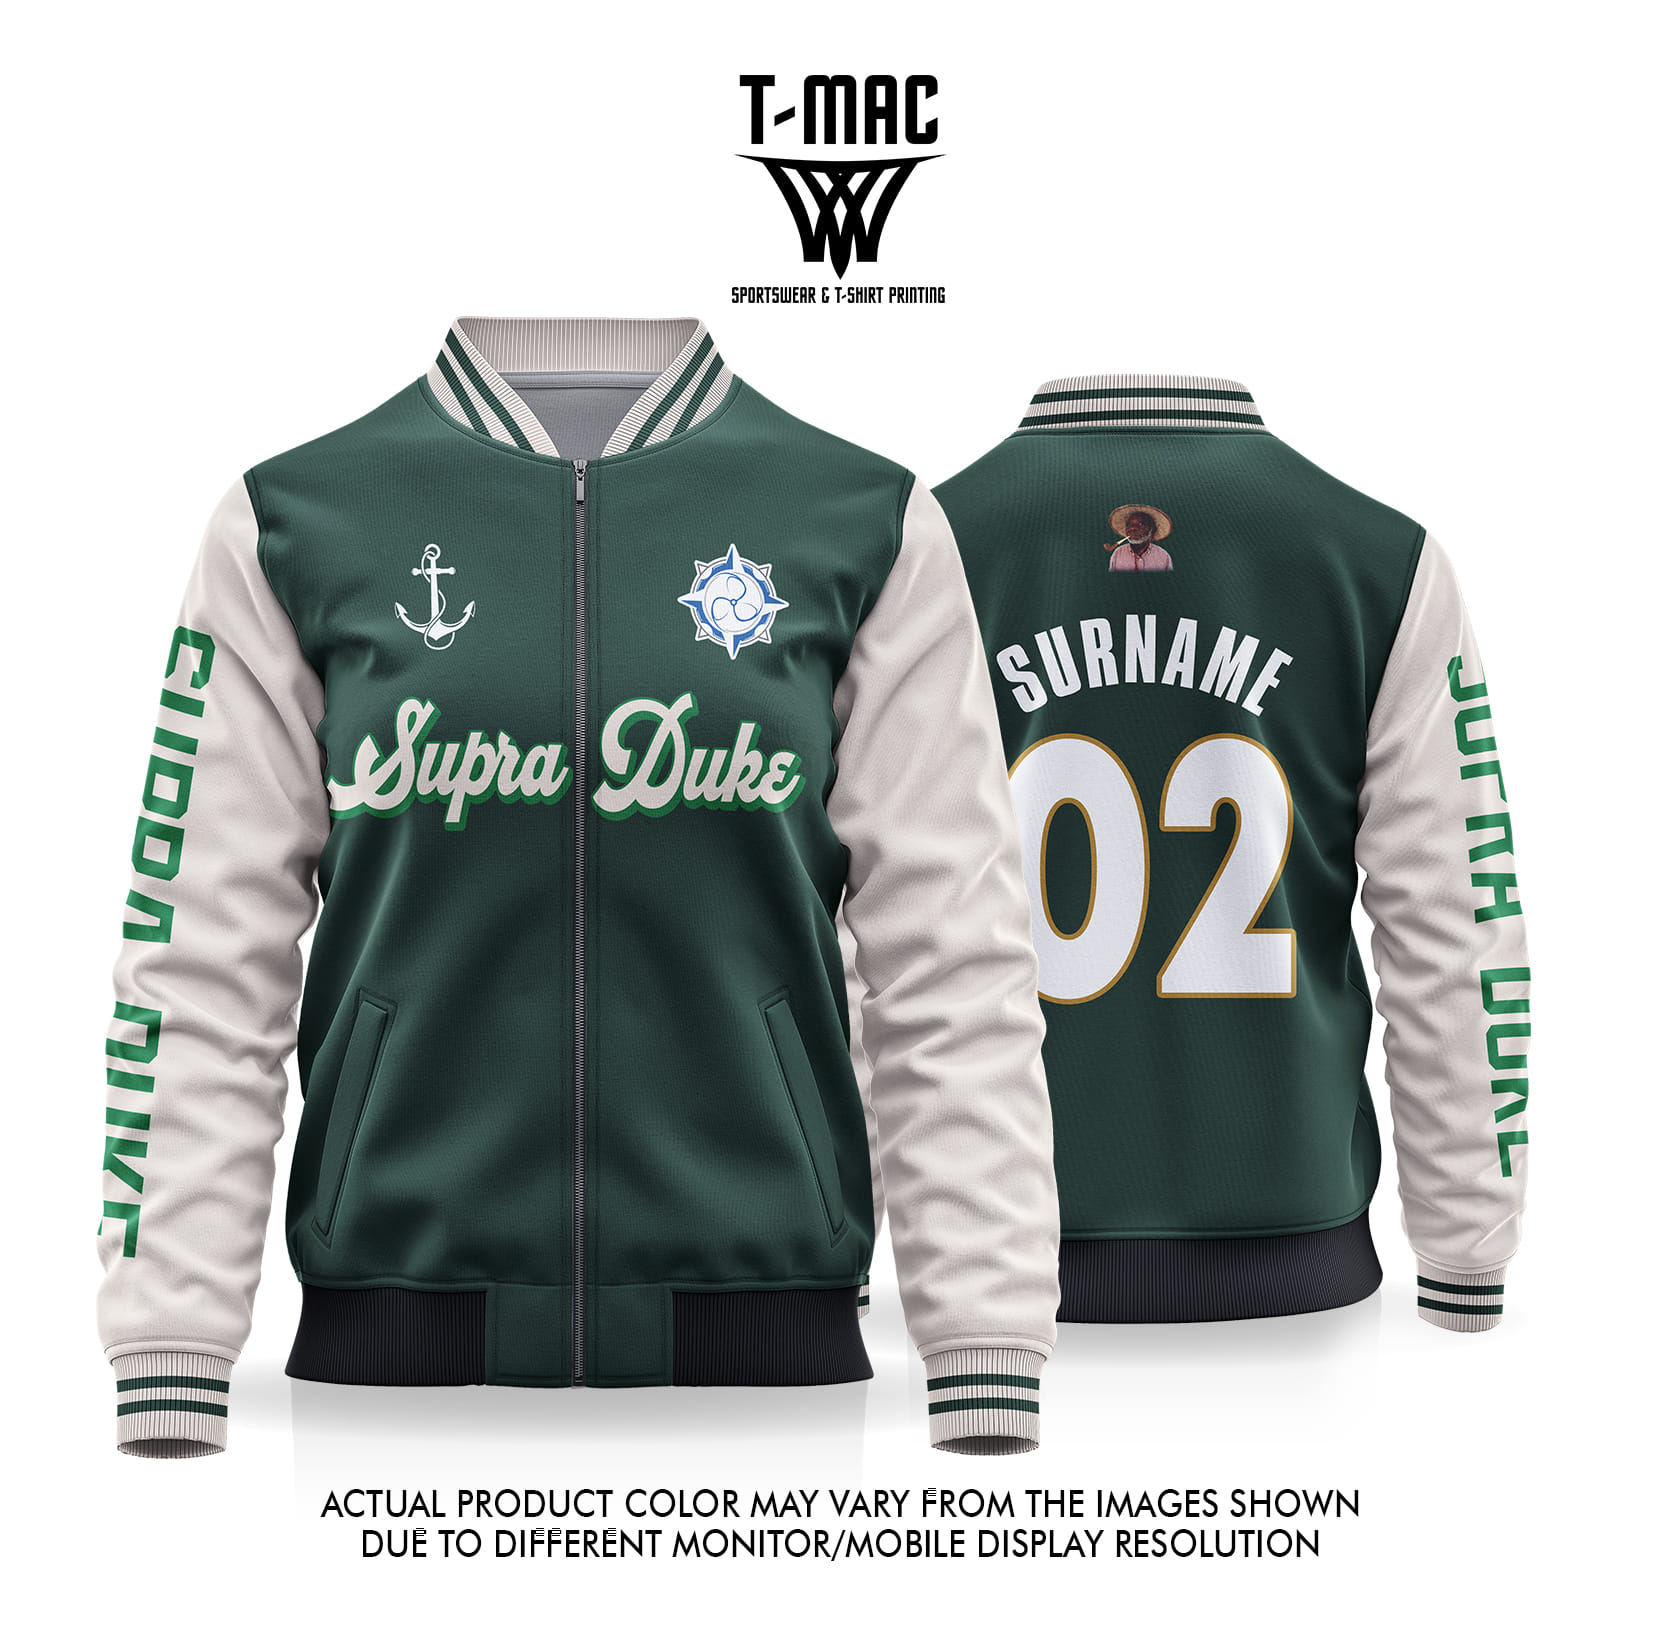 T-MAC
SPORTSWEAR & T-SHIRT PRINTING
Supra Duke
SUPRA DUKE
SURNAME
02
SUPRA DUKE
ACTUAL PRODUCT COLOR MAY VARY FROM THE IMAGES SHOWN
DUE TO DIFFERENT MONITOR/MOBILE DISPLAY RESOLUTION